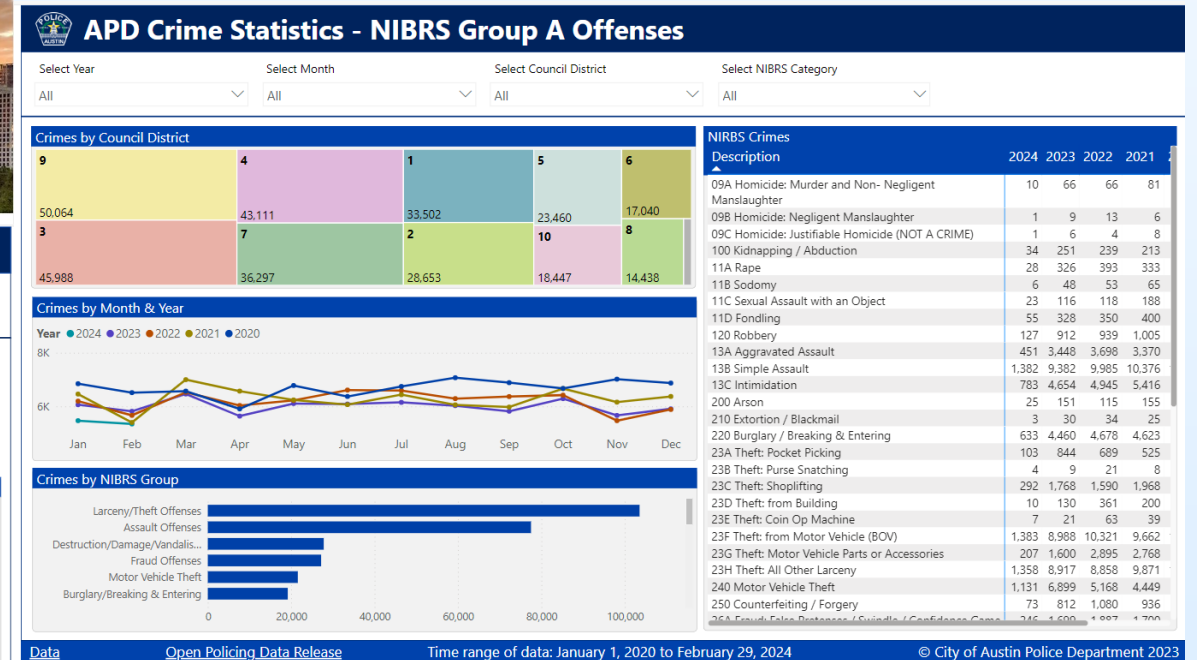 POLICE
AUSTIN
APD Crime Statistics - NIBRS Group A Offenses
Select Year
Select Month
Select Council District
Select NIBRS Category
All
All
All
All
Crimes by Council District
9
50,064
4
43,111
1
33,502
5
23,460
6
17,040
3
45,988
7
36,297
2
28,653
10
18,447
8
14,438
Crimes by Month & Year
Year 2024 2023 2022 2021 2020
8K
6K
Jan Feb Mar Apr May Jun Jul Aug Sep Oct Nov Dec
Crimes by NIBRS Group
Larceny/Theft Offenses
Assault Offenses
Destruction/Damage/Vandalis...
Fraud Offenses
Motor Vehicle Theft
Burglary/Breaking & Entering
0 20,000 40,000 60,000 80,000 100,000
NIRBS Crimes
Description 2024 2023 2022 2021
09A Homicide: Murder and Non- Negligent 10 66 66 81
Manslaughter
09B Homicide: Negligent Manslaughter 1 9 13 6
09C Homicide: Justifiable Homicide (NOT A CRIME) 1 6 4 8
100 Kidnapping / Abduction 34 251 239 213
11A Rape 28 326 393 333
11B Sodomy 6 48 53 65
11C Sexual Assault with an Object 23 116 118 188
11D Fondling 55 328 350 400
120 Robbery 127 912 939 1,005
13A Aggravated Assault 451 3,448 3,698 3,370
13B Simple Assault 1,382 9,382 9,985 10,376
13C Intimidation 783 4,654 4,945 5,416
200 Arson 25 151 115 155
210 Extortion / Blackmail 3 30 34 25
220 Burglary / Breaking & Entering 633 4,460 4,678 4,623
23A Theft: Pocket Picking 103 844 689 525
23B Theft: Purse Snatching 4 9 21 8
23C Theft: Shoplifting 292 1,768 1,590 1,968
23D Theft: from Building 10 130 361 200
23E Theft: Coin Op Machine 7 21 63 39
23F Theft: from Motor Vehicle (BOV) 1,383 8,988 10,321 9,662
23G Theft: Motor Vehicle Parts or Accessories 207 1,600 2,895 2,768
23H Theft: All Other Larceny 1,358 8,917 8,858 9,871
240 Motor Vehicle Theft 1,131 6,899 5,168 4,449
250 Counterfeiting / Forgery 73 812 1,080 936
26A Fraud: False Pretenses / Swindle / Confidence Game 246 1,699 1,887 1,700
Data
Open Policing Data Release
Time range of data: January 1, 2020 to February 29, 2024
© City of Austin Police Department 2023